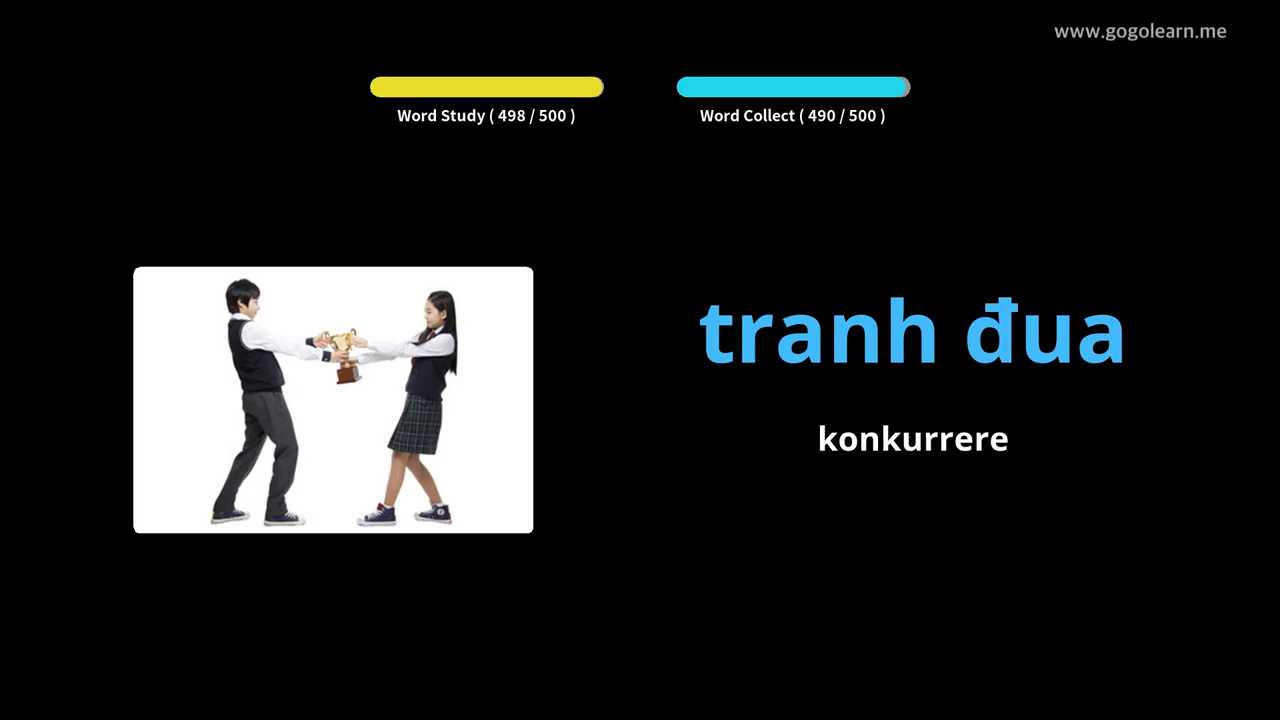 www.gogolearn.me
Word Study ( 498 / 500 )
Word Collect ( 490 / 500 )
tranh đua
konkurrere